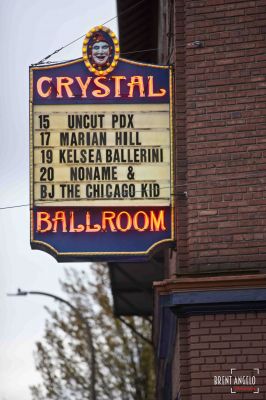 CRYSTAL
15 UNCUT PDX
17 MARIAN HILL
19 KELSEA BALLERINI
20 NONAME &
BJ THE CHICAGO KID
BALLROOM
BRENT ANGELO